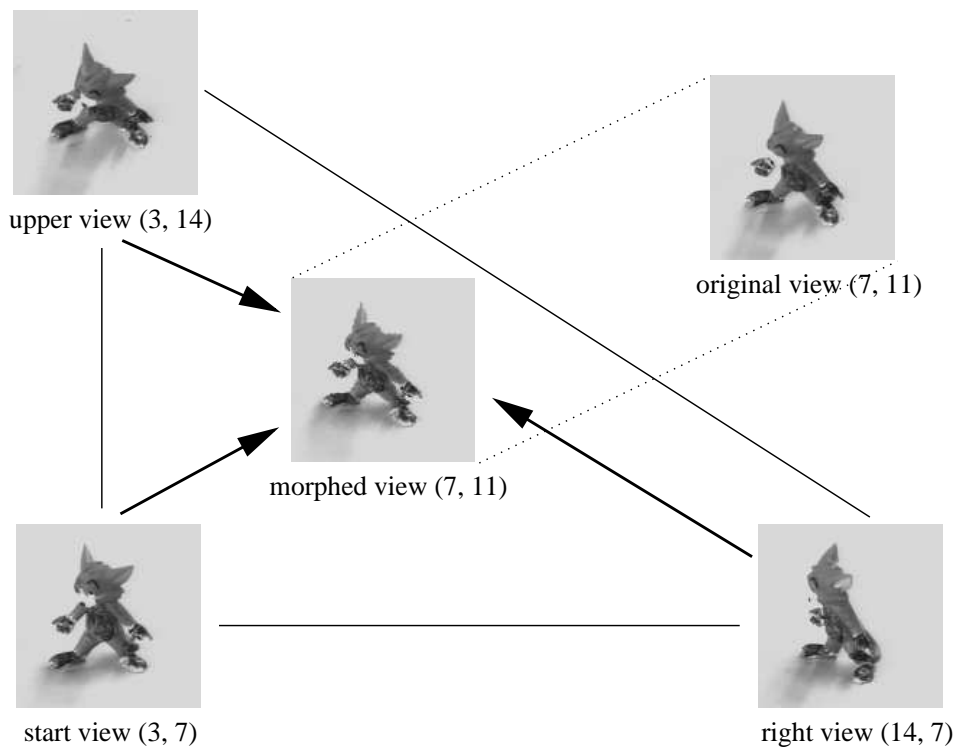 upper view (3, 14)
original view (7, 11)
morphed view (7, 11)
start view (3, 7)
right view (14, 7)